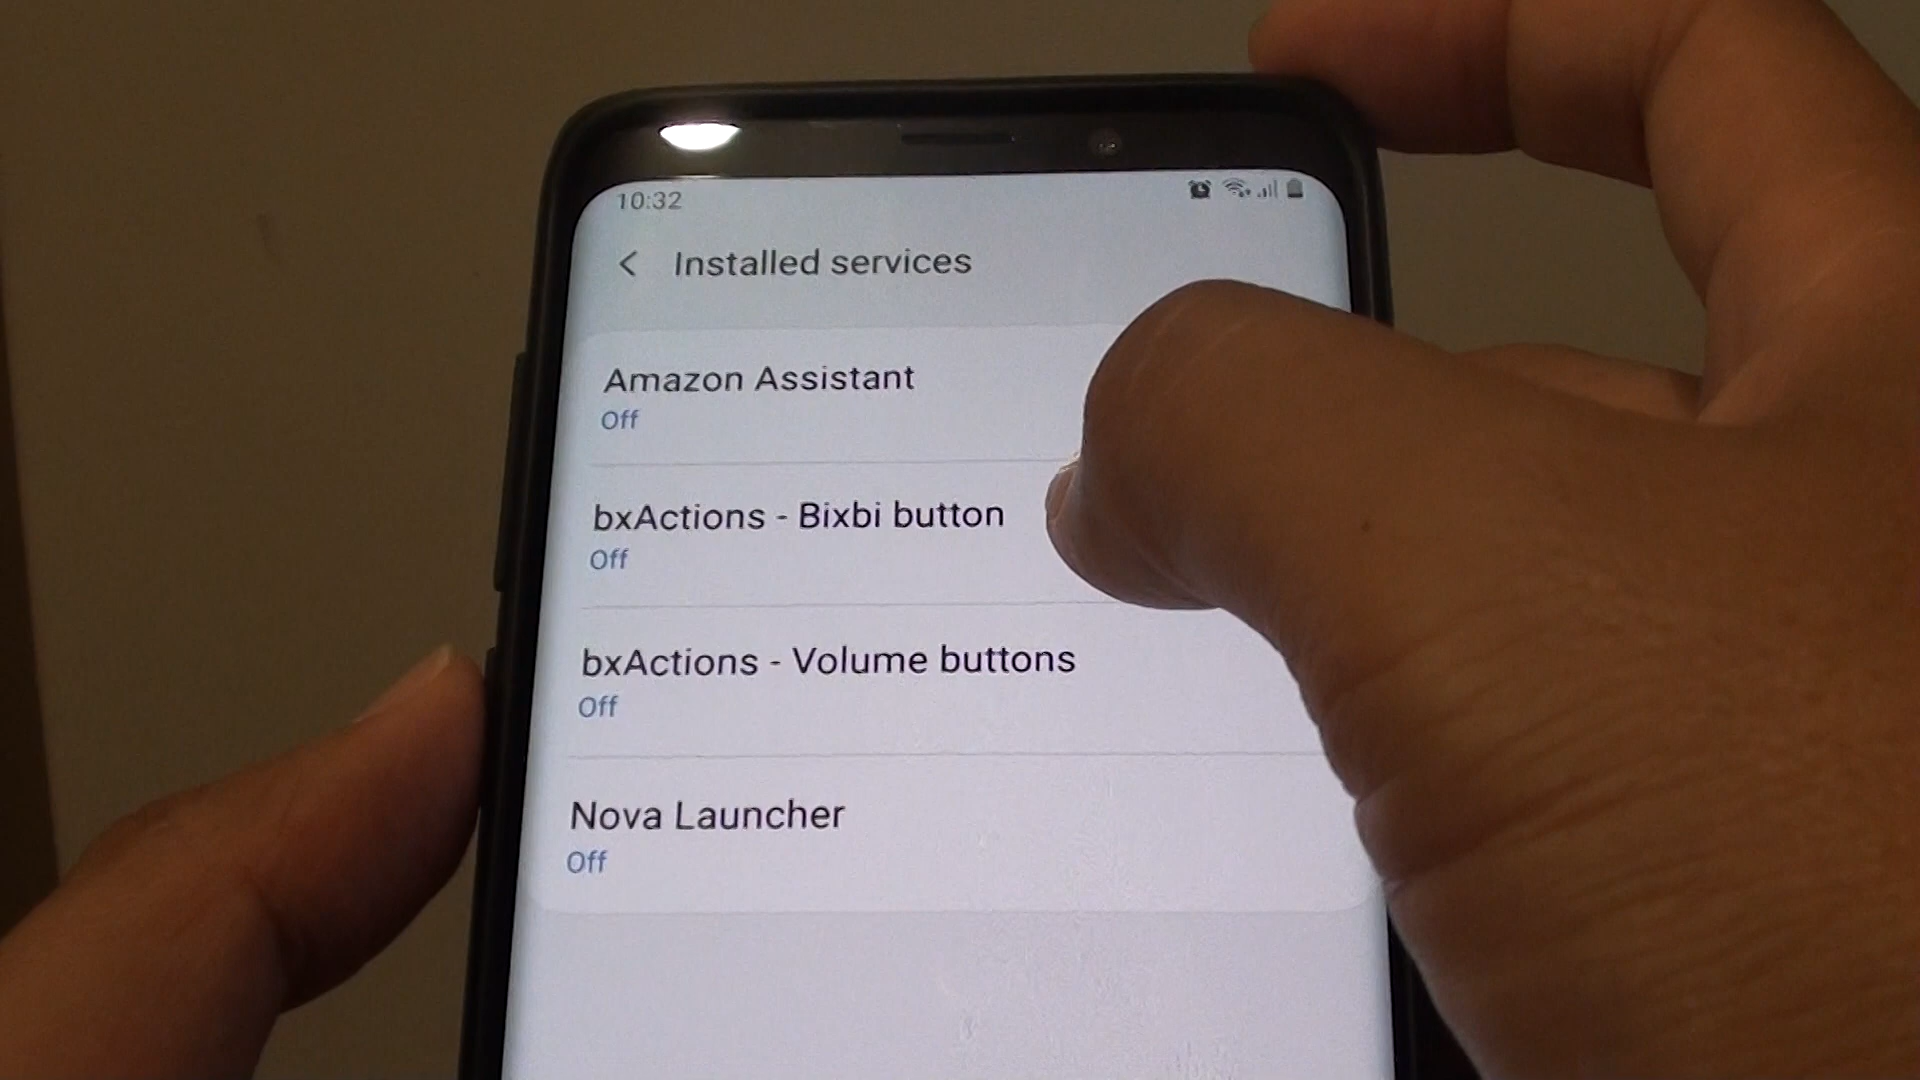 10:32
< Installed services
Amazon Assistant
Off
bxActions - Bixbi button
Off
bxActions - Volume buttons
Off
Nova Launcher
Off